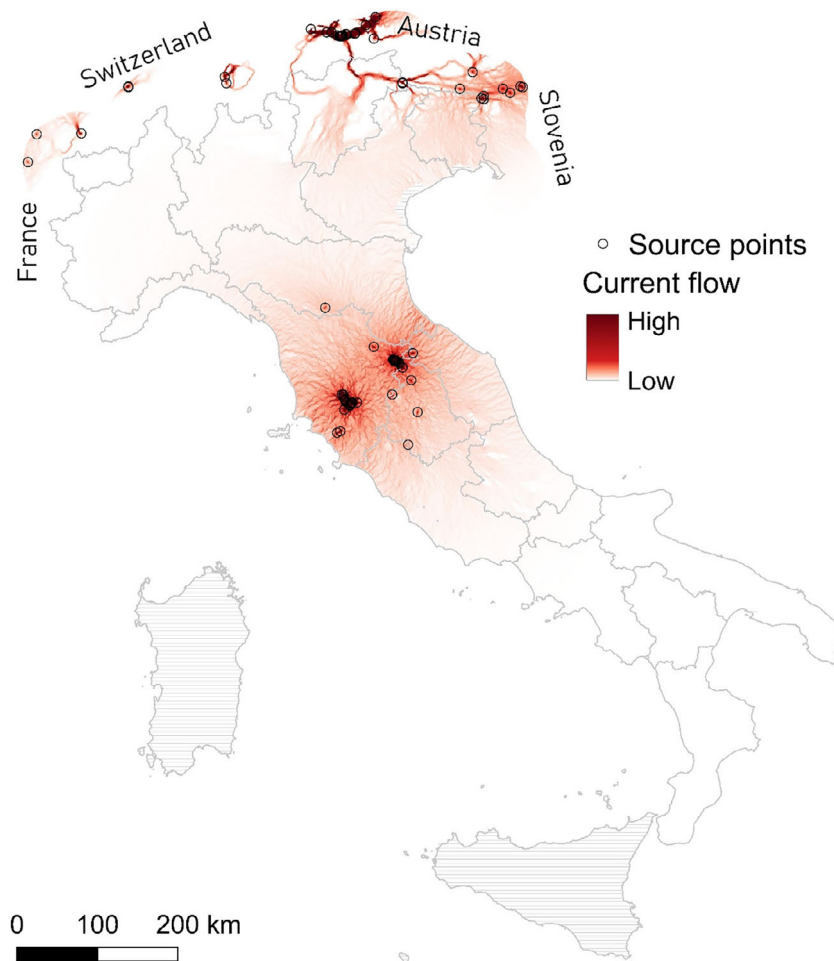 Switzerland
Austria
Slovenia
France
Source points
Current flow
High
Low
0 100 200 km